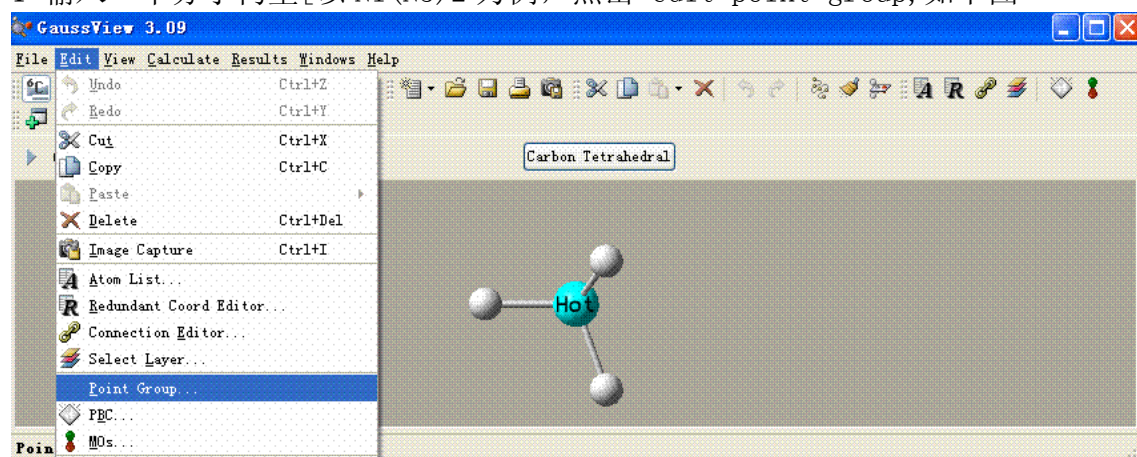 GaussView 3.09
File Edit View Calculate Results Windows Help
6C
Undo Ctrl+Z
Redo Ctrl+Y
Cut Ctrl+X
Copy Ctrl+C
Paste
Delete Ctrl+Del
Image Capture Ctrl+I
Atom List...
Redundant Coord Editor...
Connection Editor...
Select Layer...
Point Group...
PBC...
MOs...
A R
Carbon Tetrahedral
Hot
Poin